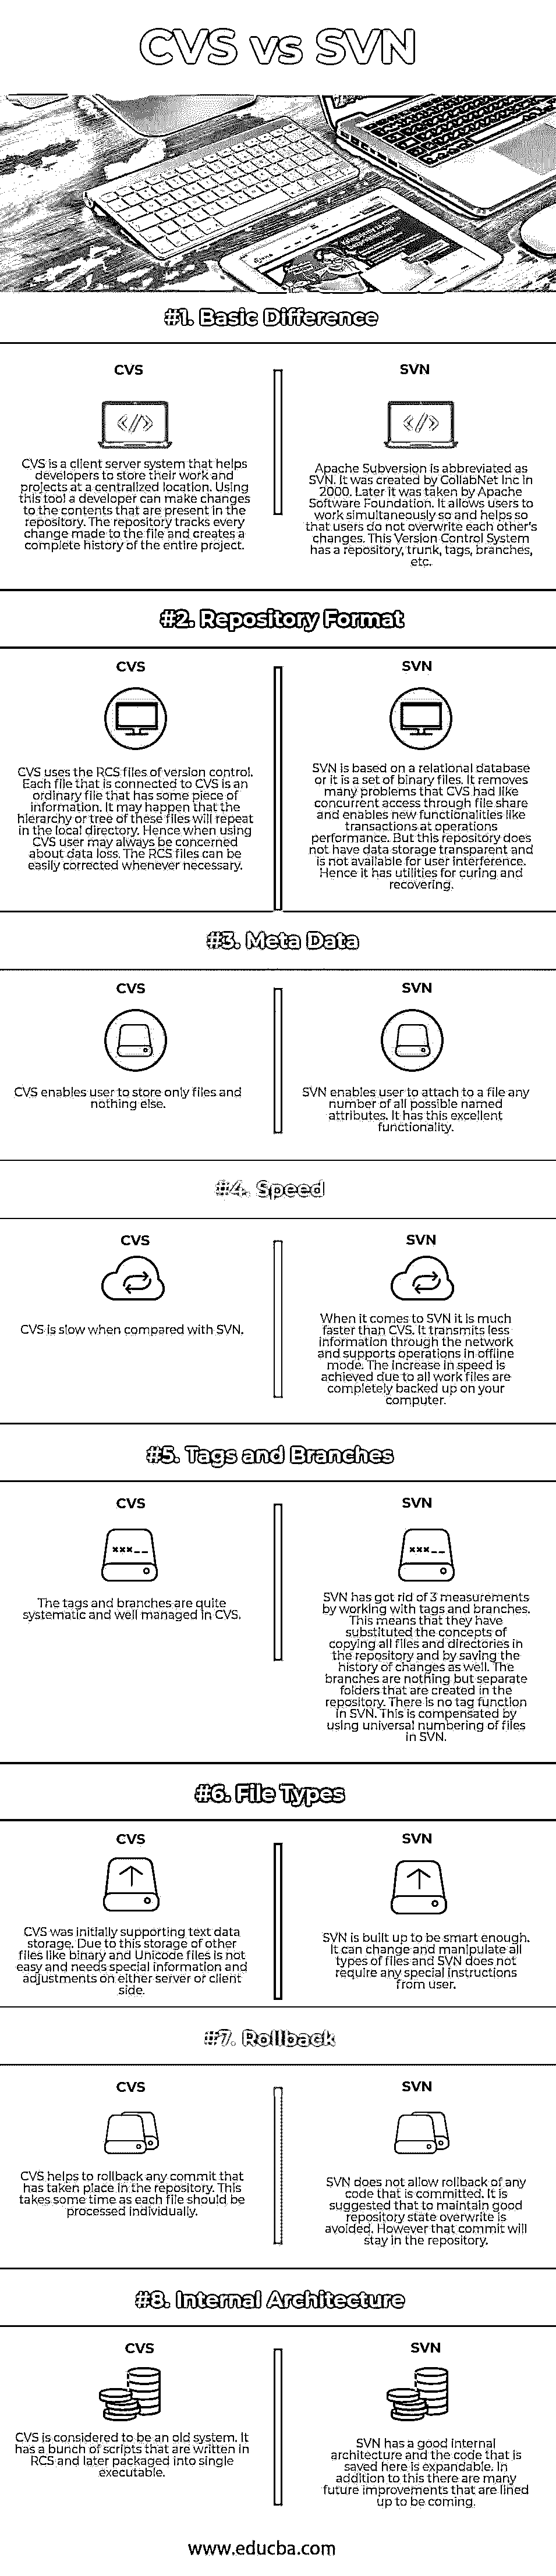 CVS vs SVN
#1. Basic Difference
CVS
CVS is a client server system that helps
developers to store their work and
projects at a centralized location. Using
this tool a developer can make changes
to the contents that are present in the
repository. The repository tracks every
change made to the file and creates a
complete history of the entire project.
SVN
Apache Subversion is abbreviated as
SVN. It was created by CollabNet Inc in
2000. Later it was taken by Apache
Software Foundation. It allows users to
work simultaneously so and helps so
that users do not overwrite each other's
changes. This Version Control System
has a repository, trunk, tags, branches,
etc.
#2. Repository Format
CVS
CVS uses the RCS files of version control.
Each file that is connected to CVS is an
ordinary file that has some piece of
information. It may happen that the
hierarchy or tree of these files will repeat
in the local directory. Hence when using
CVS user may always be concerned
about data loss. The RCS files can be
easily corrected whenever necessary.
SVN
SVN is based on a relational database
or it is a set of binary files. It removes
many problems that CVS had like
concurrent access through file share
and enables new functionalities like
transactions at operations
performance. But this repository does
not have data storage transparent and
is not available for user interference.
Hence it has utilities for curing and
recovering.
#3. Meta Data
CVS
CVS enables user to store only files and
nothing else.
SVN
SVN enables user to attach to a file any
number of all possible named
attributes. It has this excellent
functionality.
#4. Speed
CVS
CVS is slow when compared with SVN.
SVN
When it comes to SVN it is much
faster than CVS. It transmits less
information through the network
and supports operations in offline
mode. The increase in speed is
achieved due to all work files are
completely backed up on your
computer.
#5. Tags and Branches
CVS
The tags and branches are quite
systematic and well managed in CVS.
SVN
SVN has got rid of 3 measurements
by working with tags and branches.
This means that they have
substituted the concepts of
copying all files and directories in
the repository and by saving the
history of changes as well. The
branches are nothing but separate
folders that are created in the
repository. There is no tag function
in SVN. This is compensated by
using universal numbering of files
in SVN.
#6. File Types
CVS
CVS was initially supporting text data
storage. Due to this storage of other
files like binary and Unicode files is not
easy and needs special information and
adjustments on either server or client
side.
SVN
SVN is built up to be smart enough.
It can change and manipulate all
types of files and SVN does not
require any special instructions
from user.
#7. Rollback
CVS
CVS helps to rollback any commit that
has taken place in the repository. This
takes some time as each file should be
processed individually.
SVN
SVN does not allow rollback of any
code that is committed. It is
suggested that to maintain good
repository state overwrite is
avoided. However that commit will
stay in the repository.
#8. Internal Architecture
CVS
CVS is considered to be an old system. It
has a bunch of scripts that are written in
RCS and later packaged into single
executable.
SVN
SVN has a good internal
architecture and the code that is
saved here is expandable. In
addition to this there are many
future improvements that are lined
up to be coming.
www.educba.com